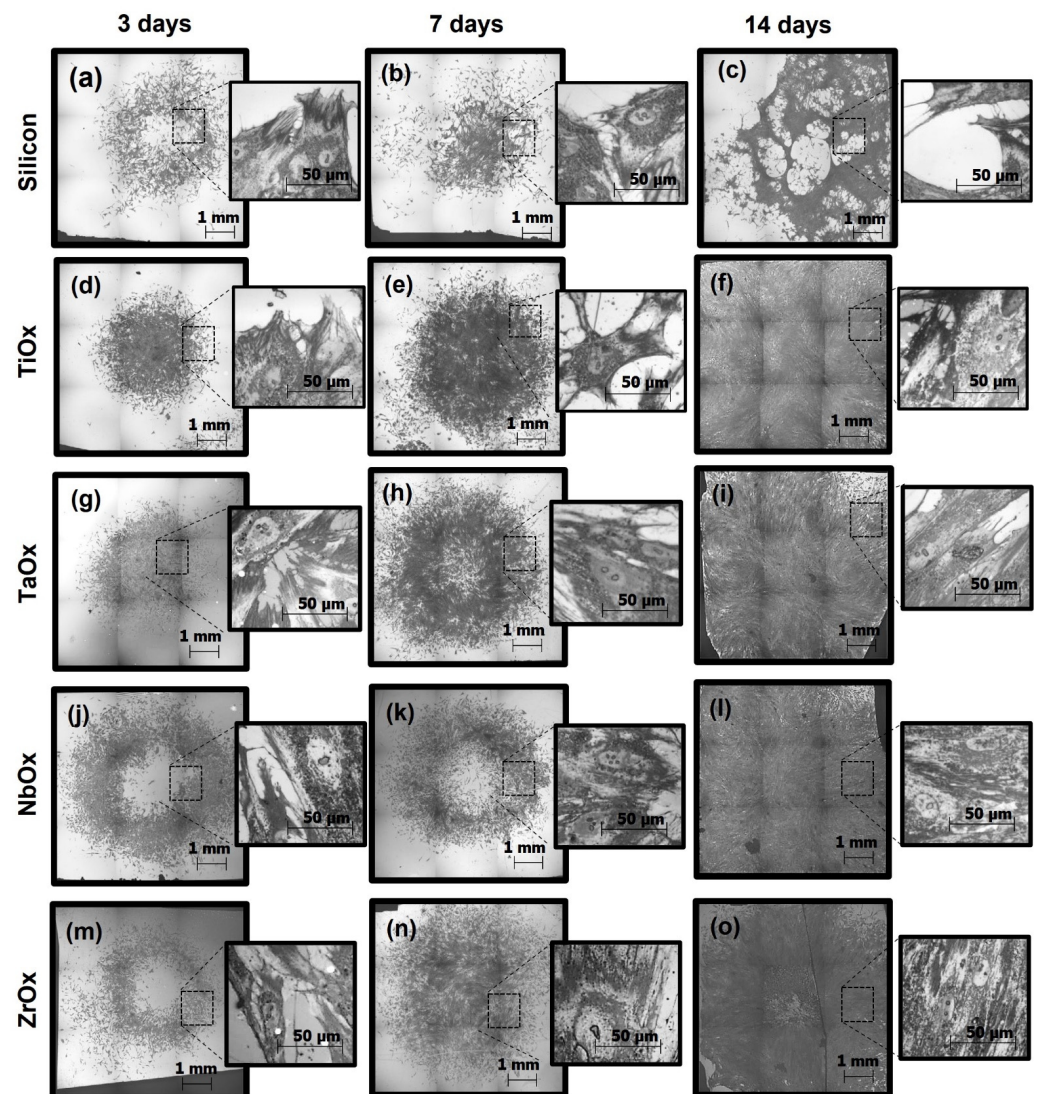 3 days 7 days 14 days
Silicon
(a) 50 µm 1 mm
(b) 50 µm 1 mm
(c) 50 µm 1 mm
TiOx
(d) 50 µm 1 mm
(e) 50 µm 1 mm
(f) 50 µm 1 mm
TaOx
(g) 50 µm 1 mm
(h) 50 µm 1 mm
(i) 50 µm 1 mm
NbOx
(j) 50 µm 1 mm
(k) 50 µm 1 mm
(l) 50 µm 1 mm
ZrOx
(m) 50 µm 1 mm
(n) 50 µm 1 mm
(o) 50 µm 1 mm